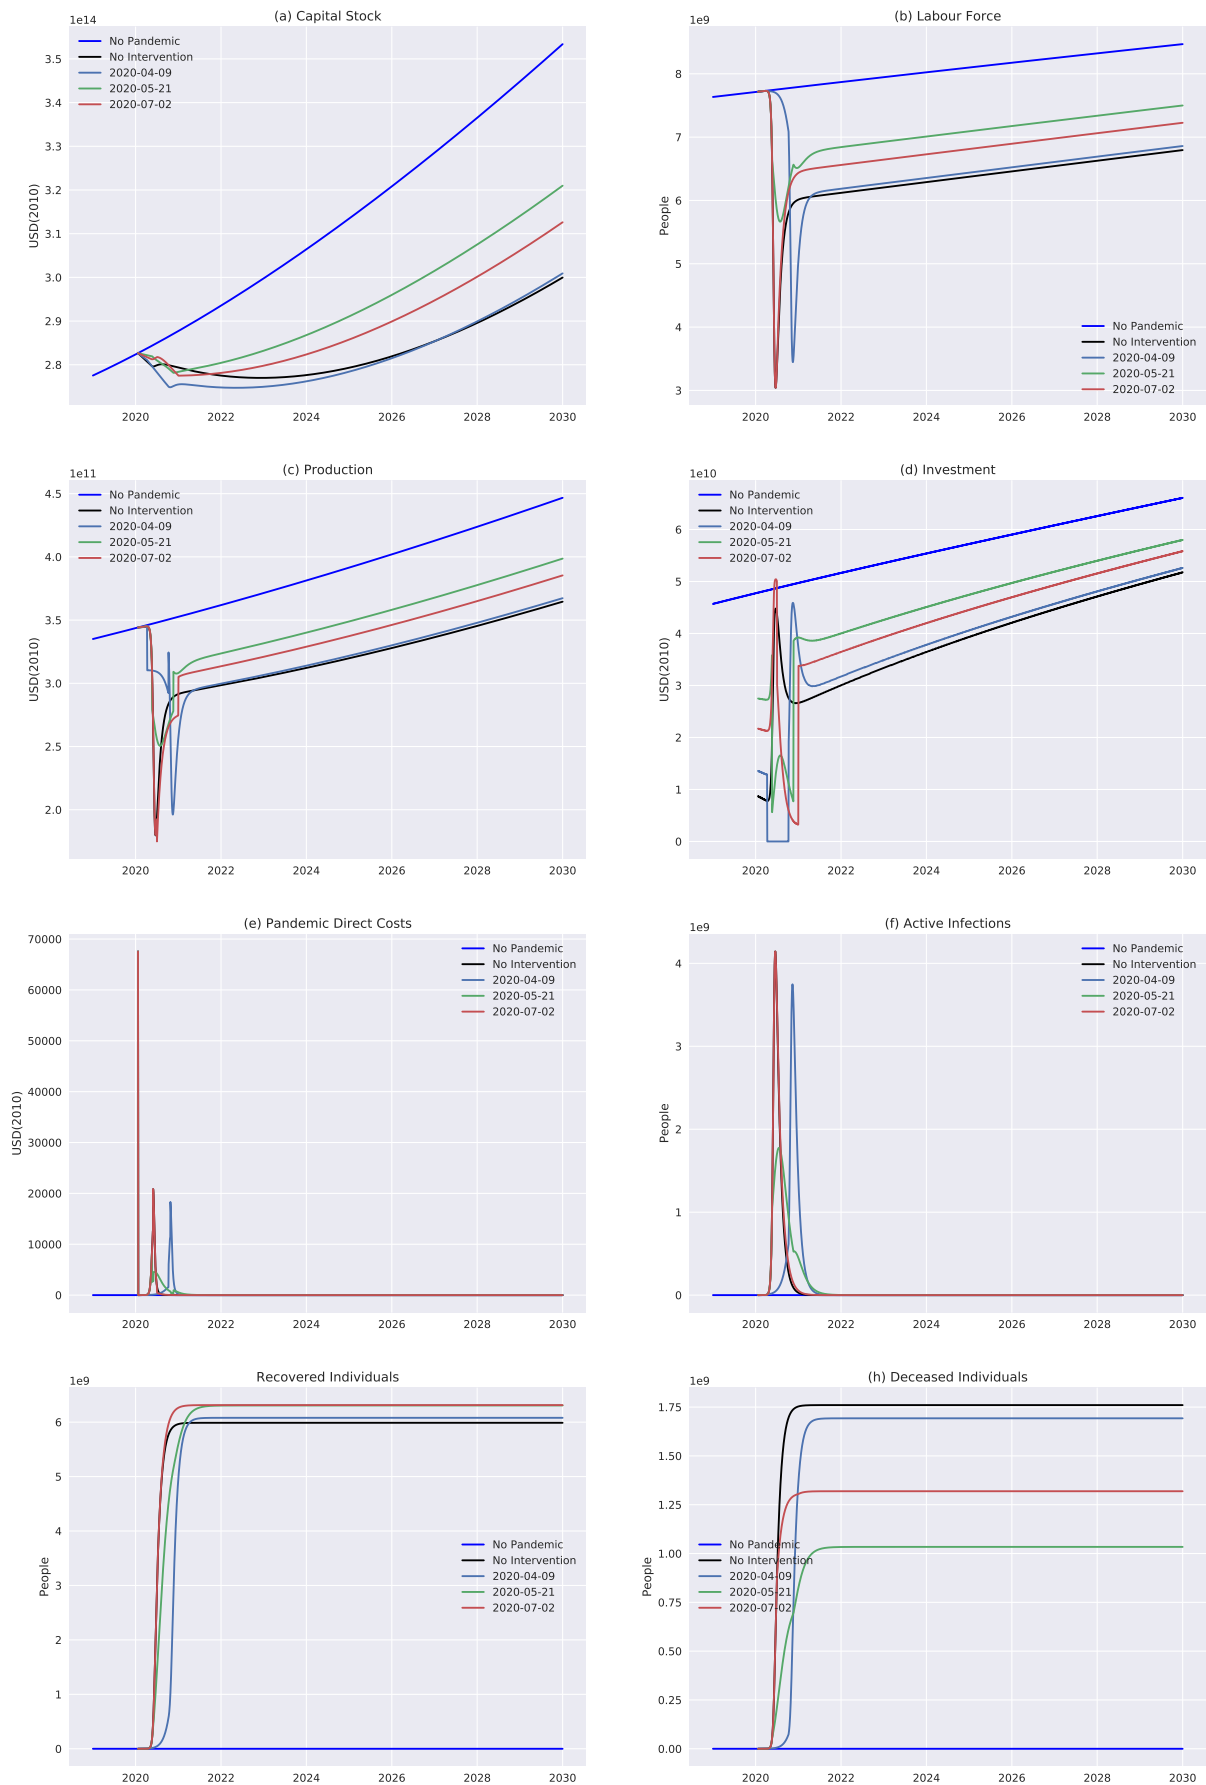 (a) Capital Stock
1e14
No Pandemic
No Intervention
2020-04-09
2020-05-21
2020-07-02
3.5
3.4
3.3
3.2
3.1
3.0
2.9
2.8
USD(2010)
2020 2022 2024 2026 2028 2030
(b) Labour Force
1e9
8
7
6
5
4
3
People
No Pandemic
No Intervention
2020-04-09
2020-05-21
2020-07-02
2020 2022 2024 2026 2028 2030
(c) Production
1e11
No Pandemic
No Intervention
2020-04-09
2020-05-21
2020-07-02
4.5
4.0
3.5
3.0
2.5
2.0
USD(2010)
2020 2022 2024 2026 2028 2030
(d) Investment
1e10
No Pandemic
No Intervention
2020-04-09
2020-05-21
2020-07-02
6
5
4
3
2
1
0
USD(2010)
2020 2022 2024 2026 2028 2030
(e) Pandemic Direct Costs
70000
60000
50000
40000
30000
20000
10000
0
USD(2010)
No Pandemic
No Intervention
2020-04-09
2020-05-21
2020-07-02
2020 2022 2024 2026 2028 2030
(f) Active Infections
1e9
4
3
2
1
0
People
No Pandemic
No Intervention
2020-04-09
2020-05-21
2020-07-02
2020 2022 2024 2026 2028 2030
Recovered Individuals
1e9
6
5
4
3
2
1
0
People
No Pandemic
No Intervention
2020-04-09
2020-05-21
2020-07-02
2020 2022 2024 2026 2028 2030
(h) Deceased Individuals
1e9
1.75
1.50
1.25
1.00
0.75
0.50
0.25
0.00
People
No Pandemic
No Intervention
2020-04-09
2020-05-21
2020-07-02
2020 2022 2024 2026 2028 2030